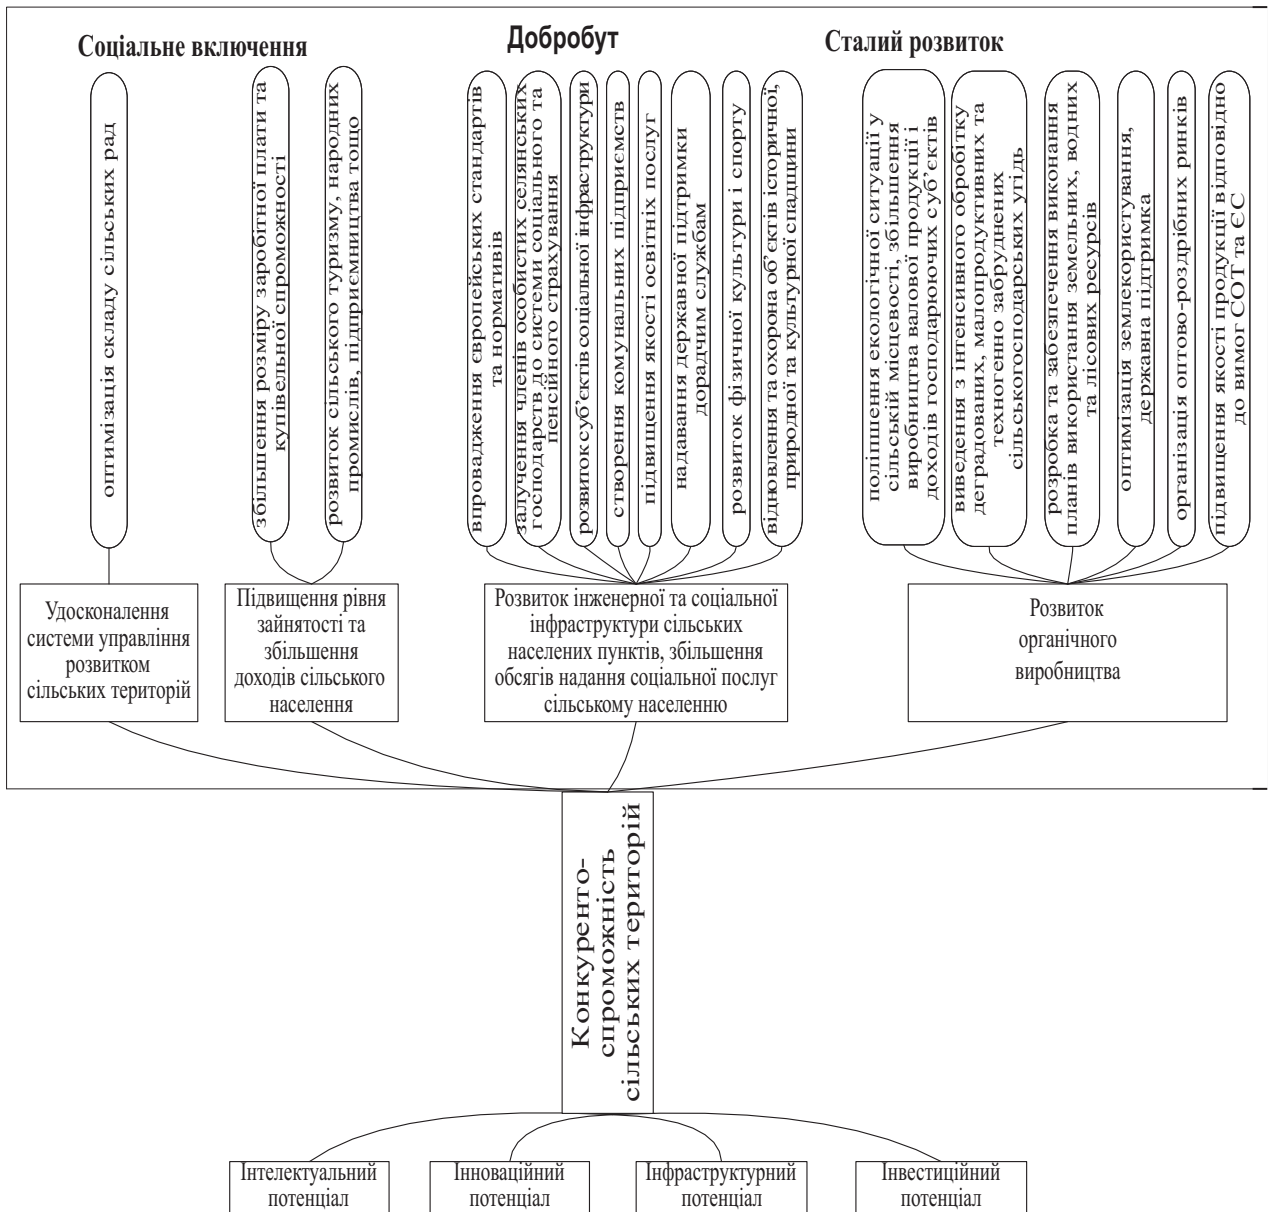 Соціальне включення
Добробут
Сталий розвиток
оптимізація складу сільських рад
збільшення розміру заробітної плати та
купівельної спроможності
розвиток сільського туризму, народних
промислів, підприємництва тощо
впровадження європейських стандартів
та нормативів
залучення членів особистих селянських
господарств до системи соціального та
пенсійного страхування
розвиток суб’єктів соціальної інфраструктури
створення комунальних підприємств
підвищення якості освітніх послуг
надавання державної підтримки
дорадчим службам
розвиток фізичної культури і спорту
відновлення та охорона об’єктів історичної,
природної та культурної спадщини
поліпшення екологічної ситуації у
сільській місцевості, збільшення
виробництва валової продукції і
доходів господарюючих суб’єктів
виведення з інтенсивного обробітку
деградованих, малопродуктивних та
техногенно забруднених
сільськогосподарських угідь
розробка та забезпечення виконання
планів використання земельних, водних
та лісових ресурсів
оптимізація землекористування,
державна підтримка
організація оптово-роздрібних ринків
підвищення якості продукції відповідно
до вимог СОТ та ЄС
Удосконалення
системи управління
розвитком
сільських територій
Підвищення рівня
зайнятості та
збільшення
доходів сільського
населення
Розвиток інженерної та соціальної
інфраструктури сільських
населених пунктів, збільшення
обсягів надання соціальної послуг
сільському населенню
Розвиток
органічного
виробництва
Конкуренто-
спроможність
сільських територій
Інтелектуальний
потенціал
Інноваційний
потенціал
Інфраструктурний
потенціал
Інвестиційний
потенціал